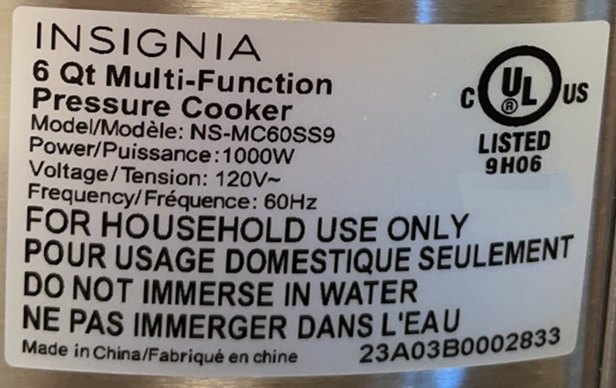 INSIGNIA
6 Qt Multi-Function
Pressure Cooker
Model/Modèle: NS-MC60SS9
Power/Puissance:1000W
Voltage/Tension: 120V~
Frequency/Fréquence: 60Hz
C UL® US
LISTED
9H06
FOR HOUSEHOLD USE ONLY
POUR USAGE DOMESTIQUE SEULEMENT
DO NOT IMMERSE IN WATER
NE PAS IMMERGER DANS L'EAU
Made in China/Fabriqué en chine 23A03B0002833